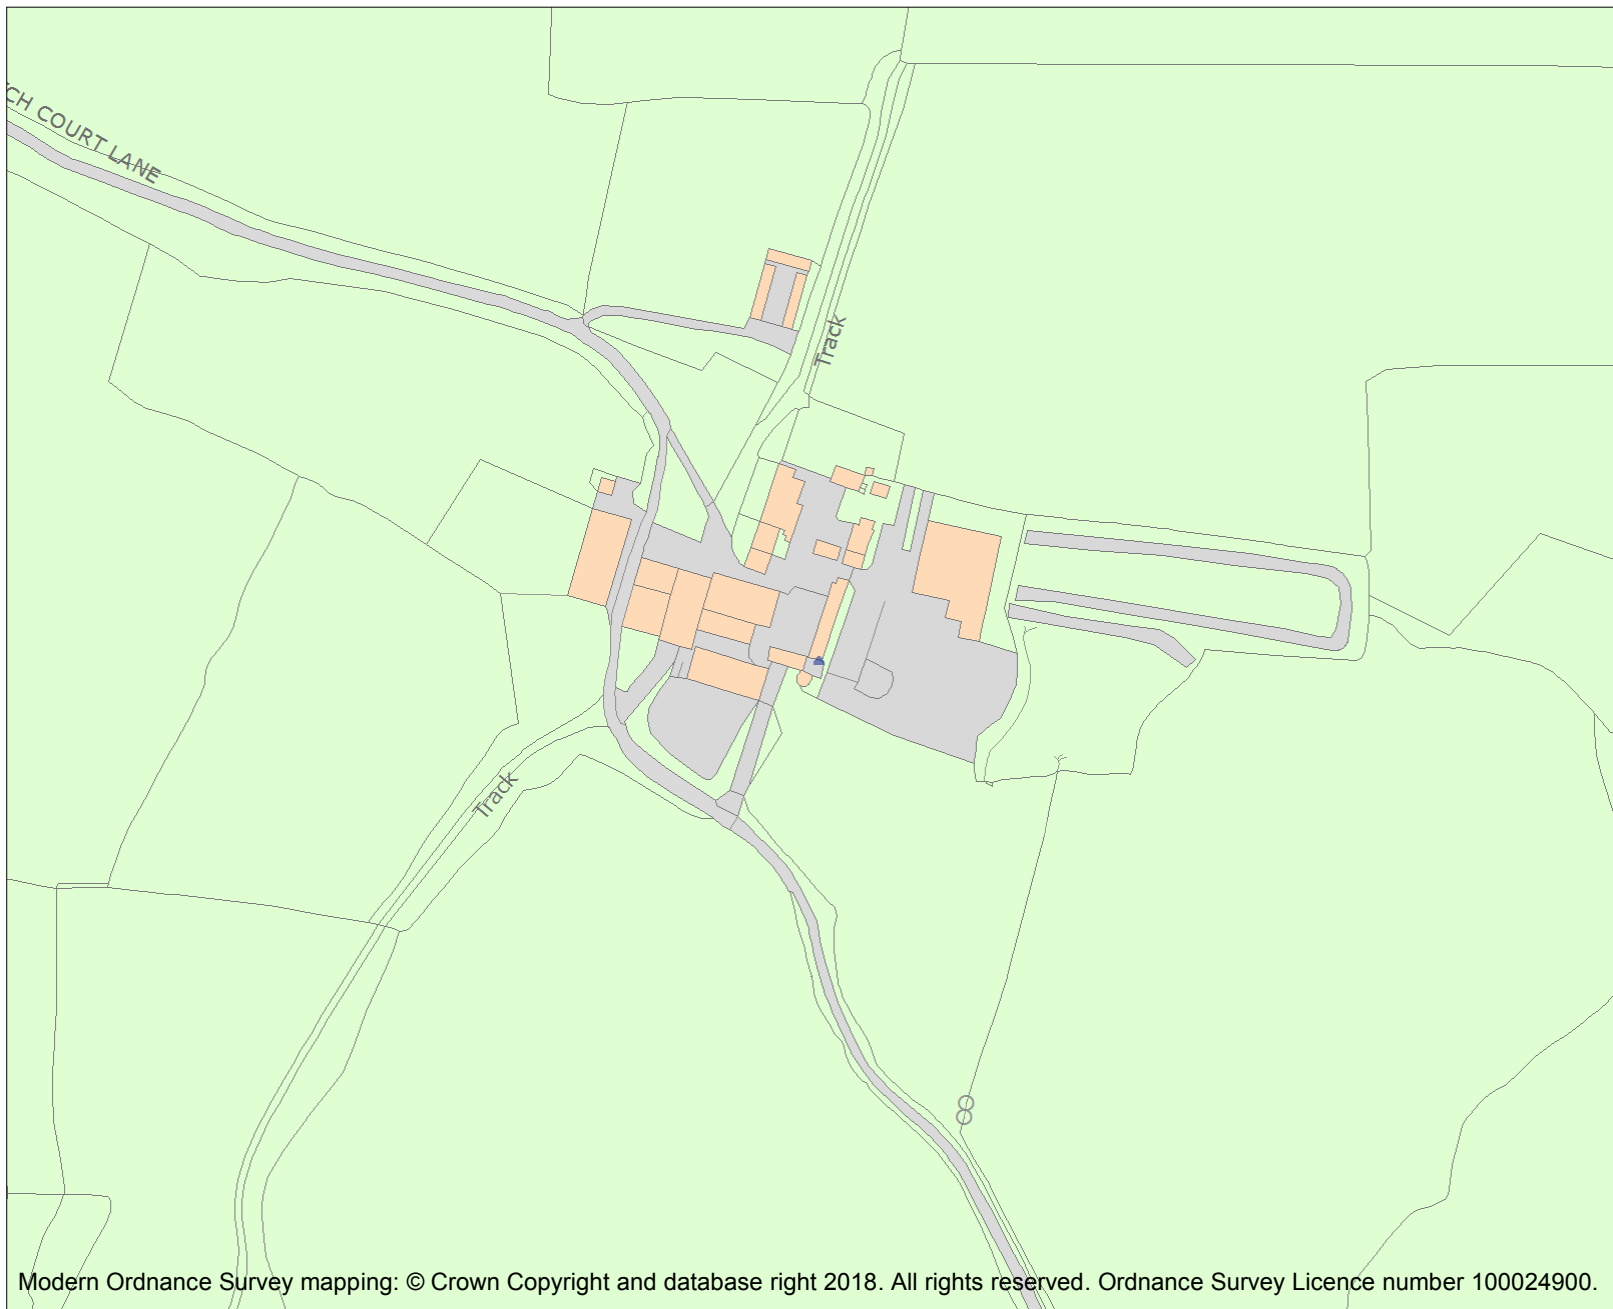 CH COURT LANE
Track
Track
Modern Ordnance Survey mapping: © Crown Copyright and database right 2018. All rights reserved. Ordnance Survey Licence number 100024900.